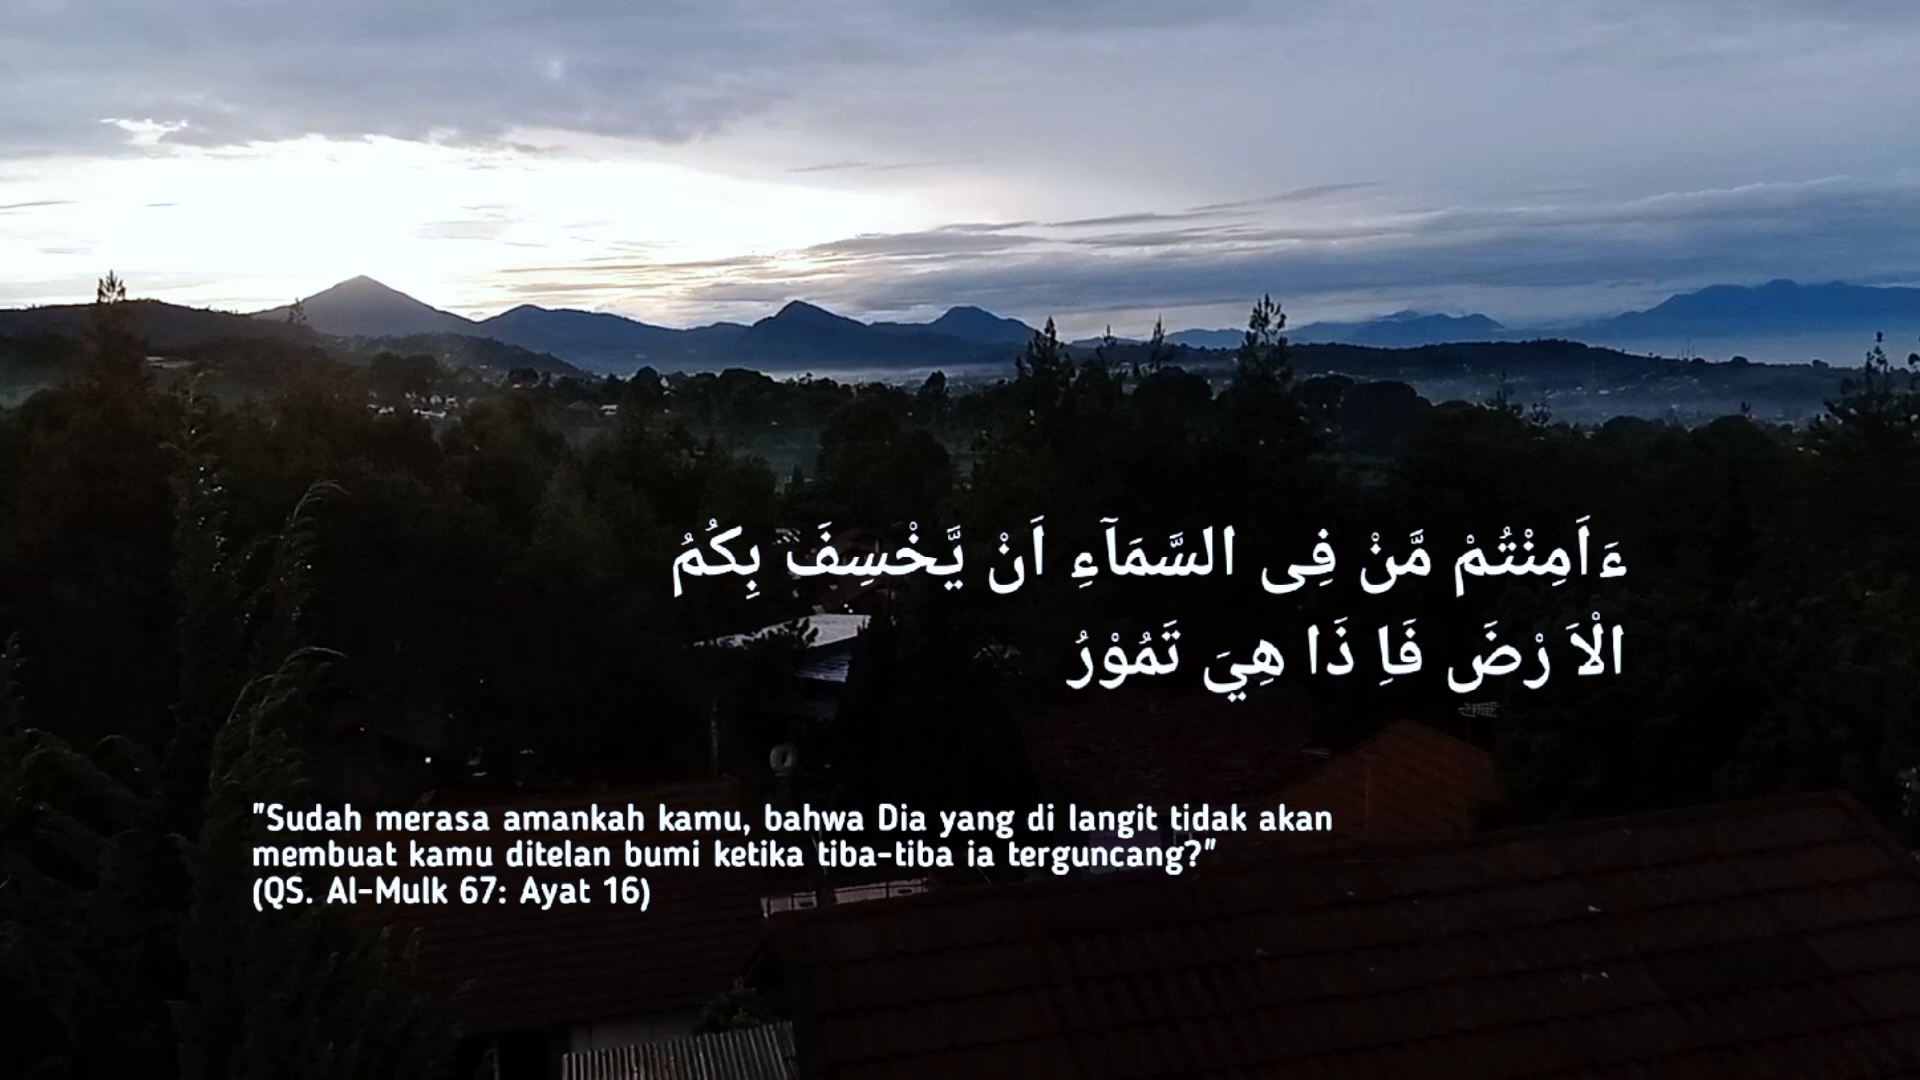 ءَاَمِنْتُمْ مَّنْ فِى السَّمَآءِ اَنْ يَّخْسِفَ بِكُمُ
الْاَ رْضَ فَاِ ذَا هِيَ تَمُوْرُ
"Sudah merasa amankah kamu, bahwa Dia yang di langit tidak akan
membuat kamu ditelan bumi ketika tiba-tiba ia terguncang?"
(QS. Al-Mulk 67: Ayat 16)